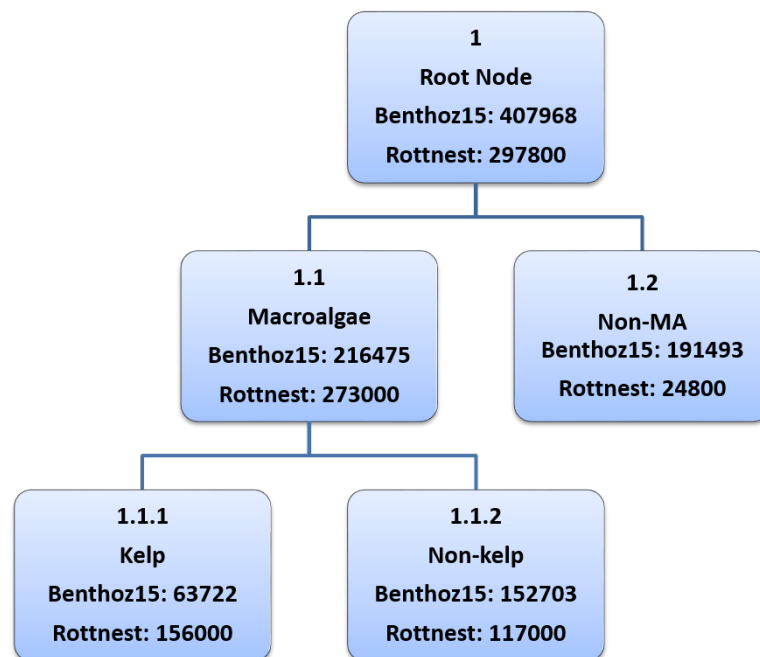 1
Root Node
Benthoz15: 407968
Rottnest: 297800
1.1
Macroalgae
Benthoz15: 216475
Rottnest: 273000
1.2
Non-MA
Benthoz15: 191493
Rottnest: 24800
1.1.1
Kelp
Benthoz15: 63722
Rottnest: 156000
1.1.2
Non-kelp
Benthoz15: 152703
Rottnest: 117000